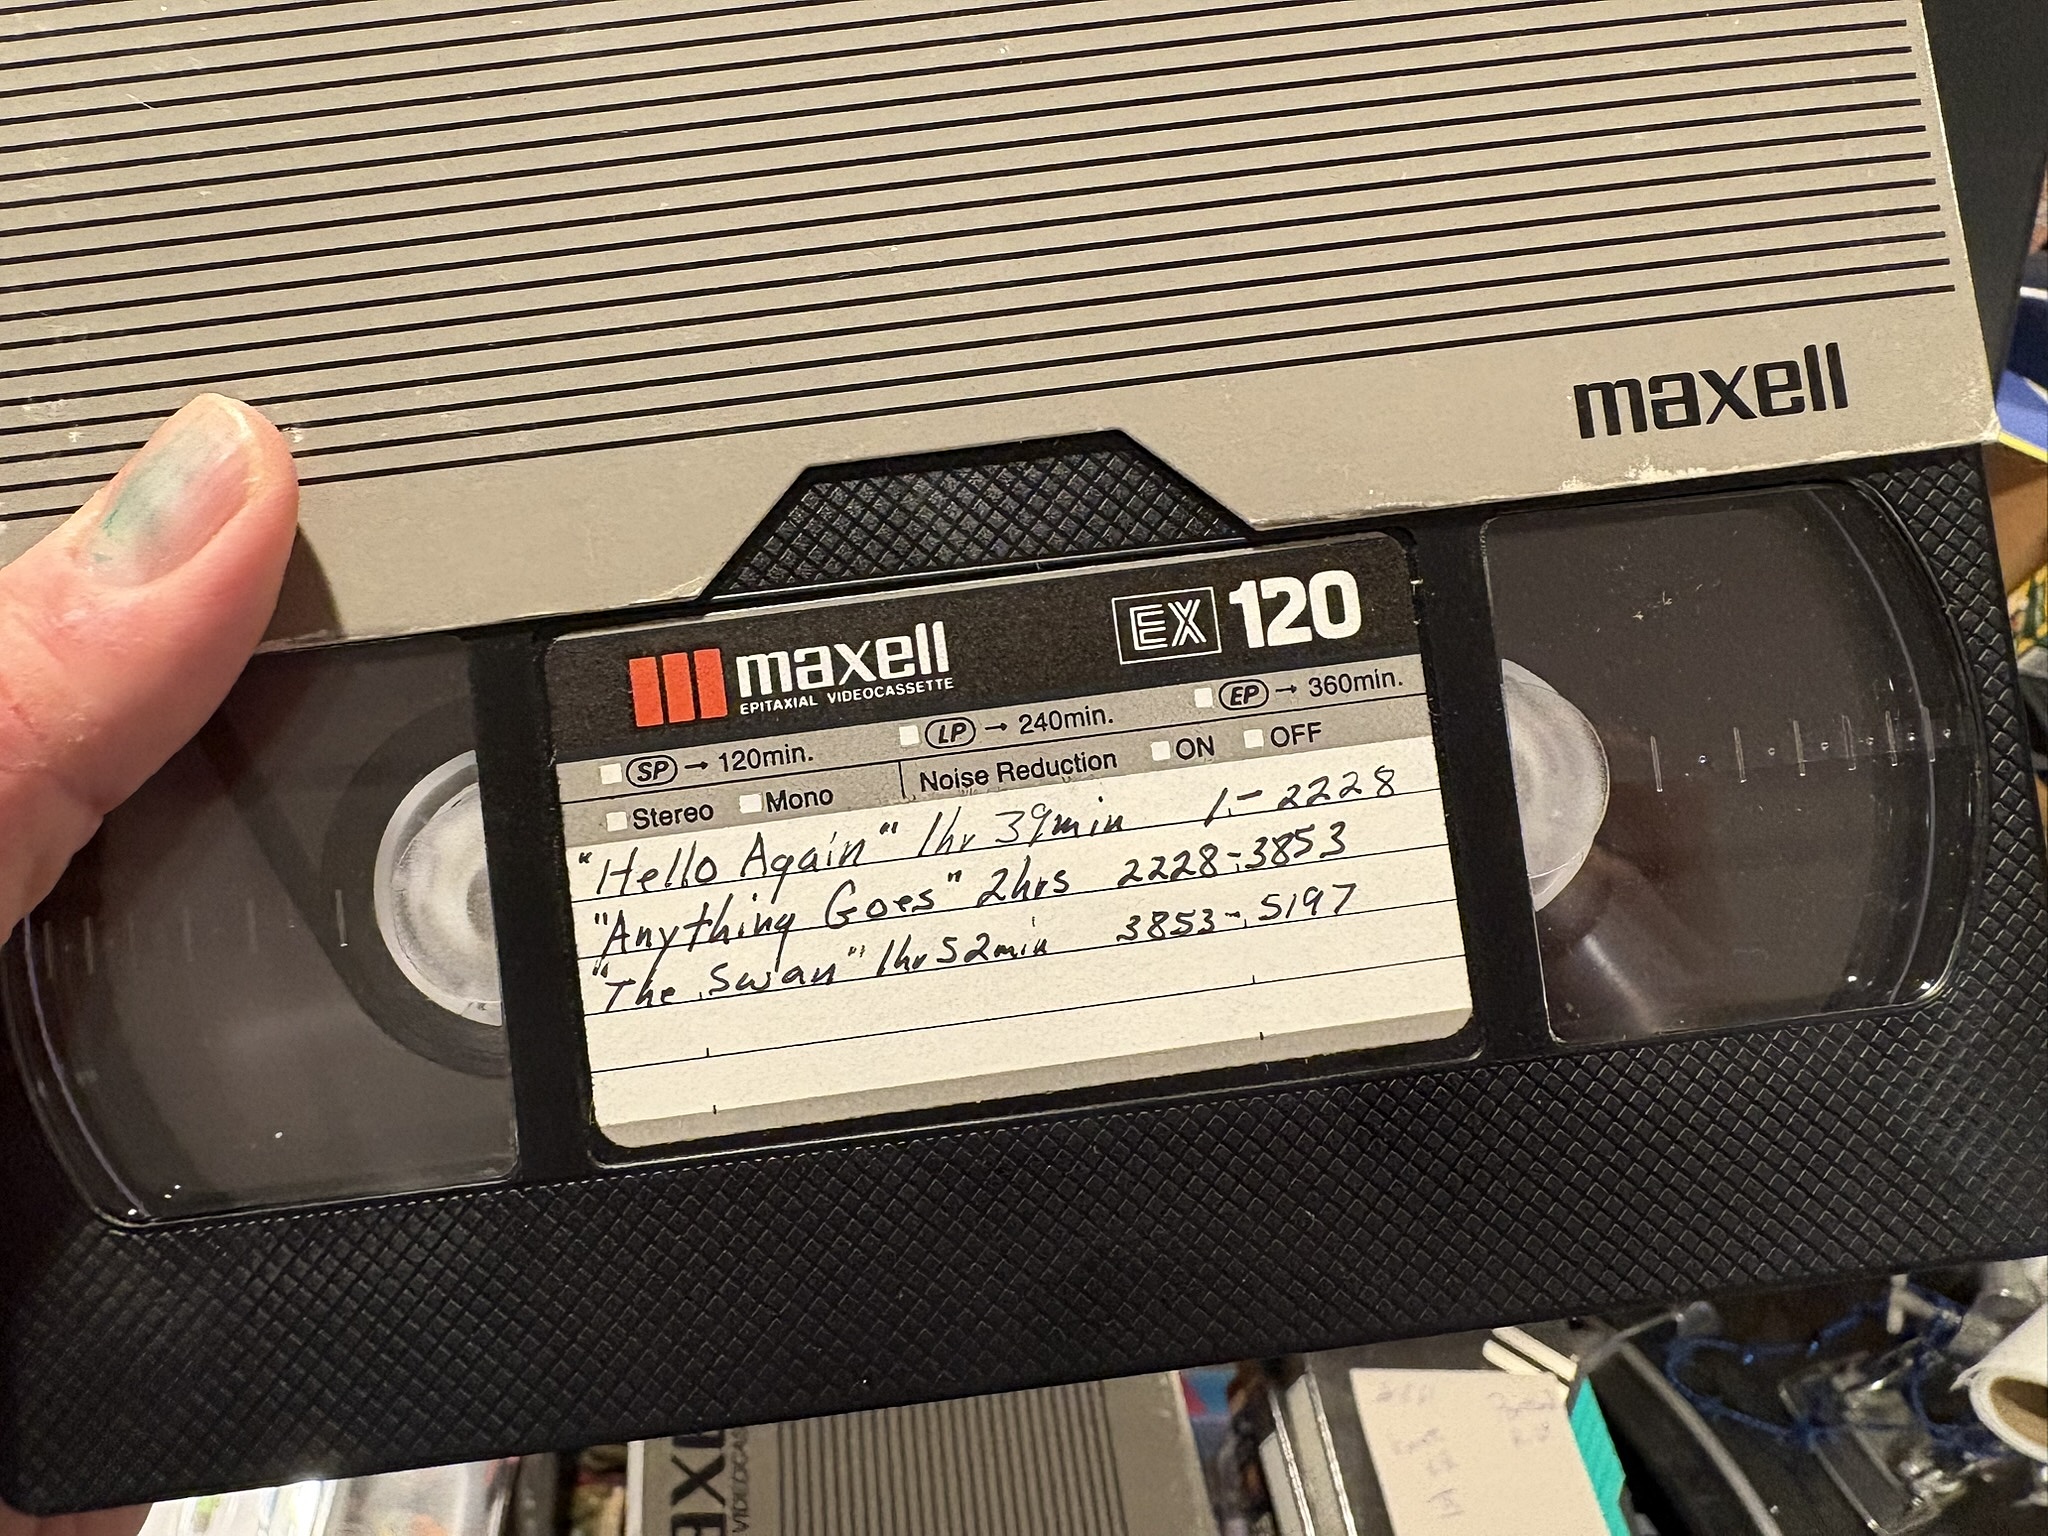 maxell
maxell EX 120
EPITAXIAL VIDEOCASSETTE
SP → 120min. LP → 240min. EP → 360min.
Stereo Mono Noise Reduction ON OFF
"Hello Again" 1hr 39min 1-2228
"Anything Goes" 2hrs 2228-3853
"The Swan" 1hr 52min 3853-5197